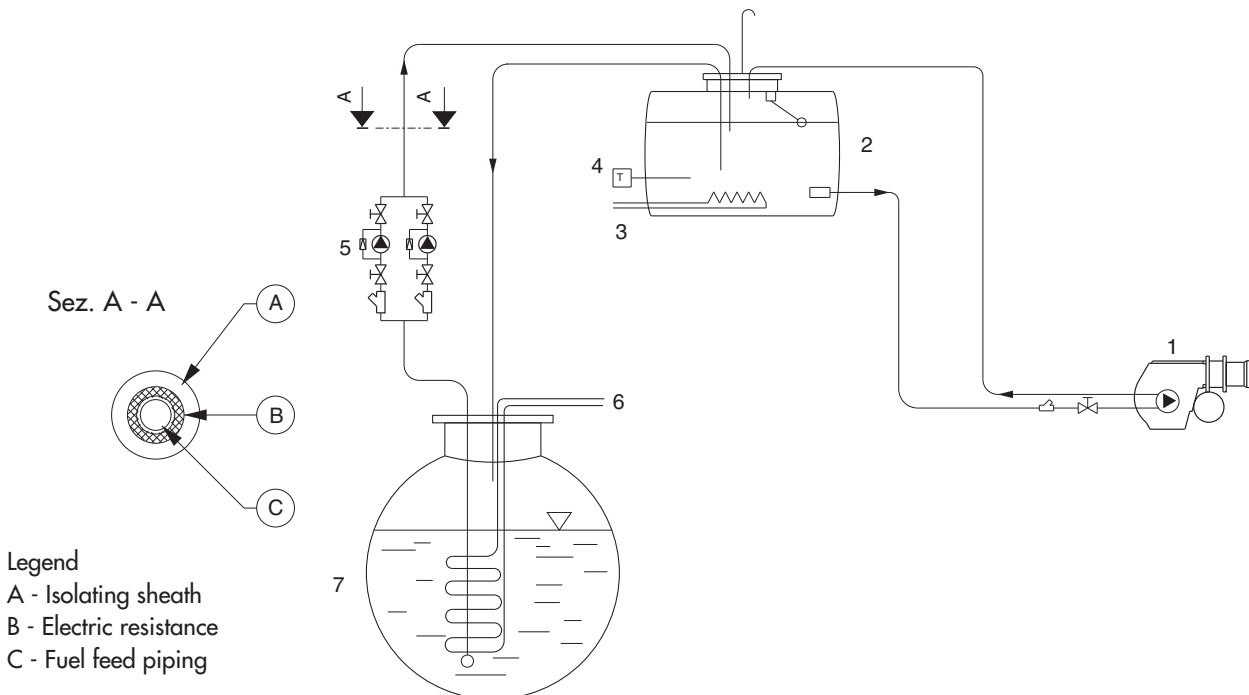 A
A
2
4
T
3
5
Sez. A - A
A
1
B
6
C
7
Legend
A - Isolating sheath
B - Electric resistance
C - Fuel feed piping